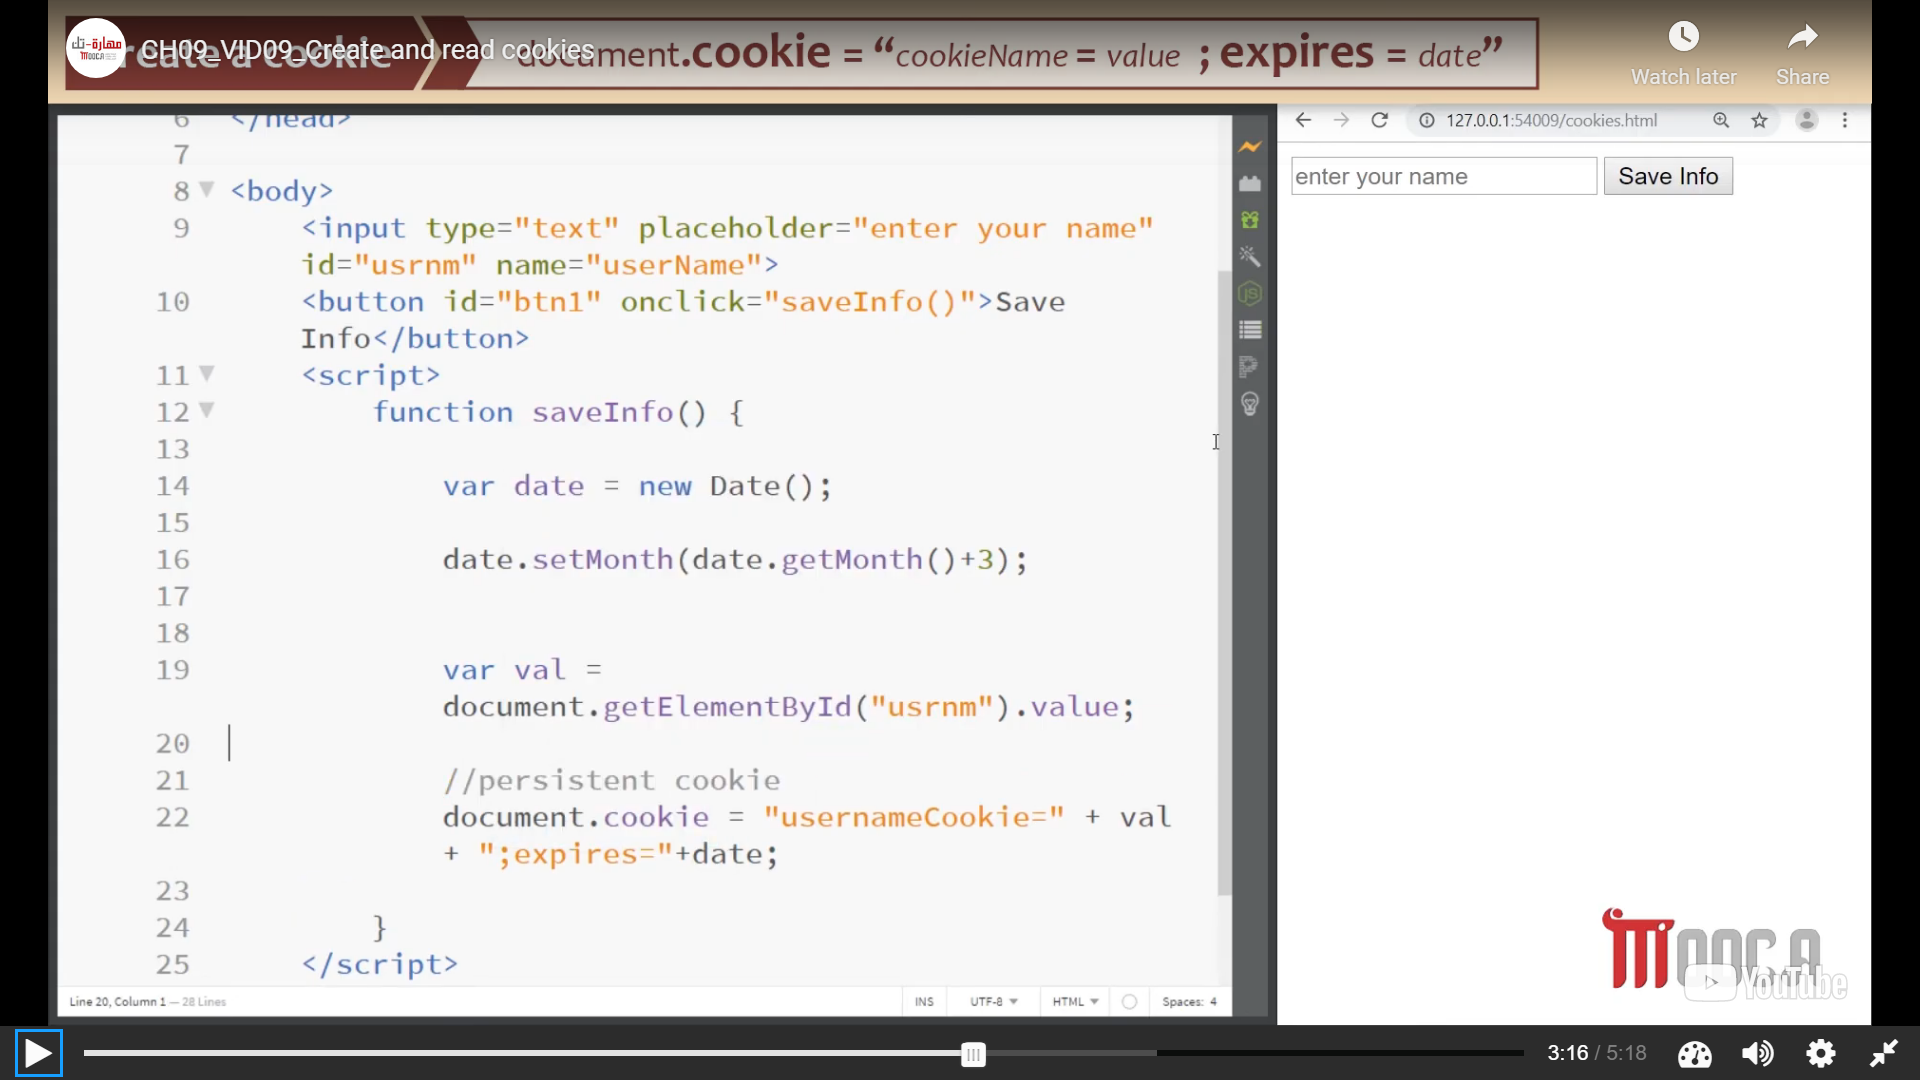 create a cookie
document.cookie = “cookieName = value ; expires = date”
مهارة-تك
MOOCA
CH09_VID09_Create and read cookies
Watch later
Share
6 </head>
7
8 <body>
9 <input type="text" placeholder="enter your name"
id="usrnm" name="userName">
10 <button id="btn1" onclick="saveInfo()">Save
Info</button>
11 <script>
12 function saveInfo() {
13
14 var date = new Date();
15
16 date.setMonth(date.getMonth()+3);
17
18
19 var val =
document.getElementById("usrnm").value;
20
21 //persistent cookie
22 document.cookie = "usernameCookie=" + val
+ ";expires="+date;
23
24 }
25 </script>
Line 20, Column 1 — 28 Lines
INS
UTF-8
HTML
Spaces: 4
127.0.0.1:54009/cookies.html
enter your name
Save Info
MOOCA
YouTube
3:16 / 5:18